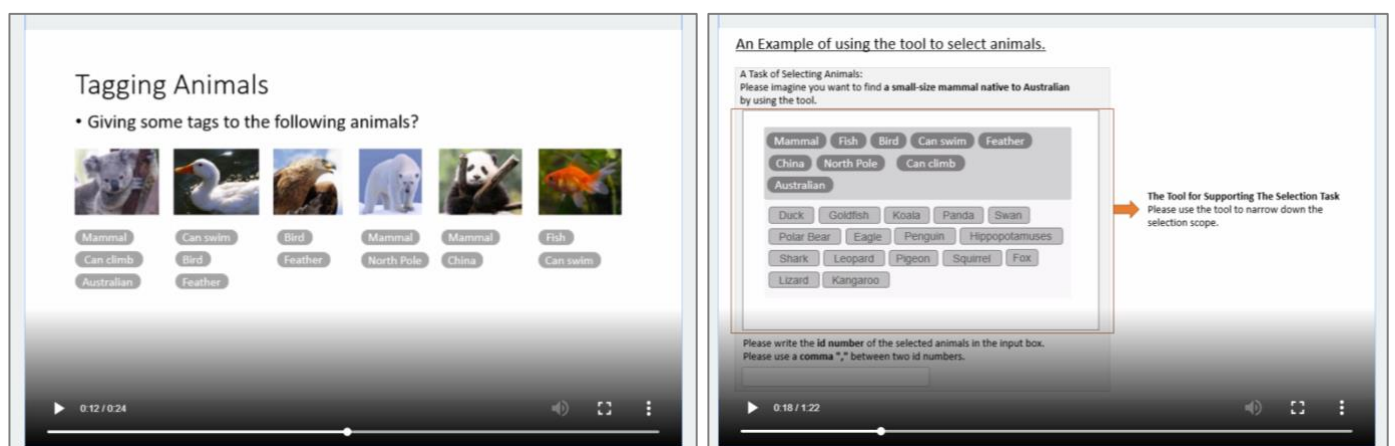 Tagging Animals
• Giving some tags to the following animals?
Mammal Can swim Bird Mammal Mammal Fish
Can climb Bird Feather North Pole China Can swim
Australian Feather
0:12 / 0:24
An Example of using the tool to select animals.
A Task of Selecting Animals:
Please imagine you want to find a small-size mammal native to Australian
by using the tool.
Mammal Fish Bird Can swim Feather
China North Pole Can climb
Australian
Duck Goldfish Koala Panda Swan
Polar Bear Eagle Penguin Hippopotamuses
Shark Leopard Pigeon Squirrel Fox
Lizard Kangaroo
The Tool for Supporting The Selection Task
Please use the tool to narrow down the
selection scope.
Please write the id number of the selected animals in the input box.
Please use a comma "," between two id numbers.
0:18 / 1:22